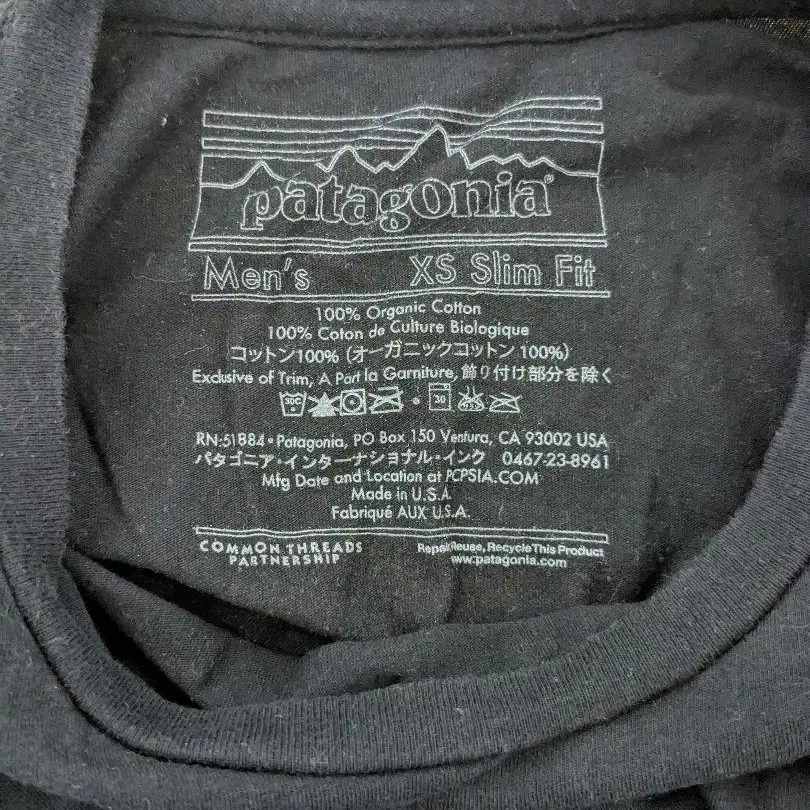 patagonia®
Men's XS Slim Fit
100% Organic Cotton
100% Coton de Culture Biologique
コットン100% (オーガニックコットン 100%)
Exclusive of Trim, A Part la Garniture, 飾り付け部分を除く
30
RN:51884 • Patagonia, PO Box 150 Ventura, CA 93002 USA
パタゴニア・インターナショナル・インク 0467-23-8961
Mfg Date and Location at PCPSIA.COM
Made in U.S.A.
Fabriqué AUX U.S.A.
COMMON THREADS Repair, Reuse, Recycle This Product
PARTNERSHIP www.patagonia.com